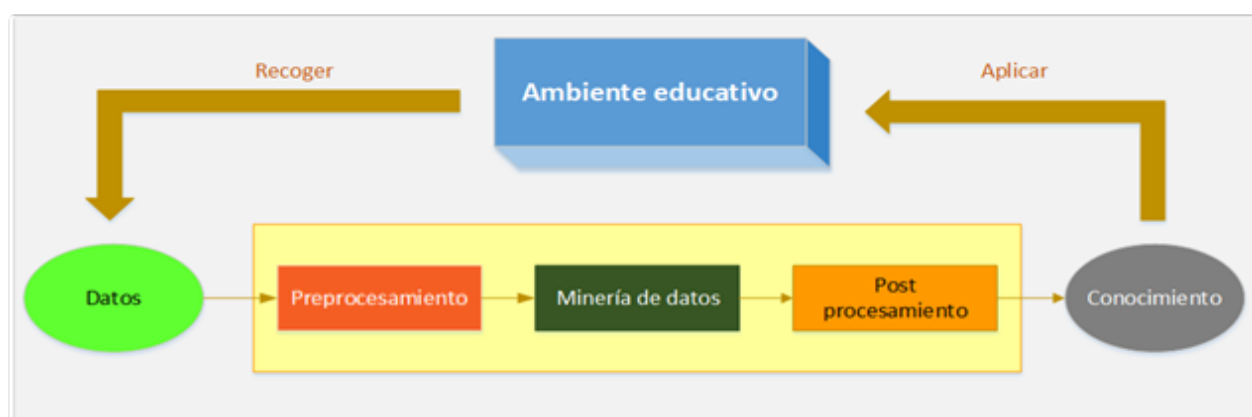 Recoger
Ambiente educativo
Aplicar
Datos
Preprocesamiento
Minería de datos
Post
procesamiento
Conocimiento